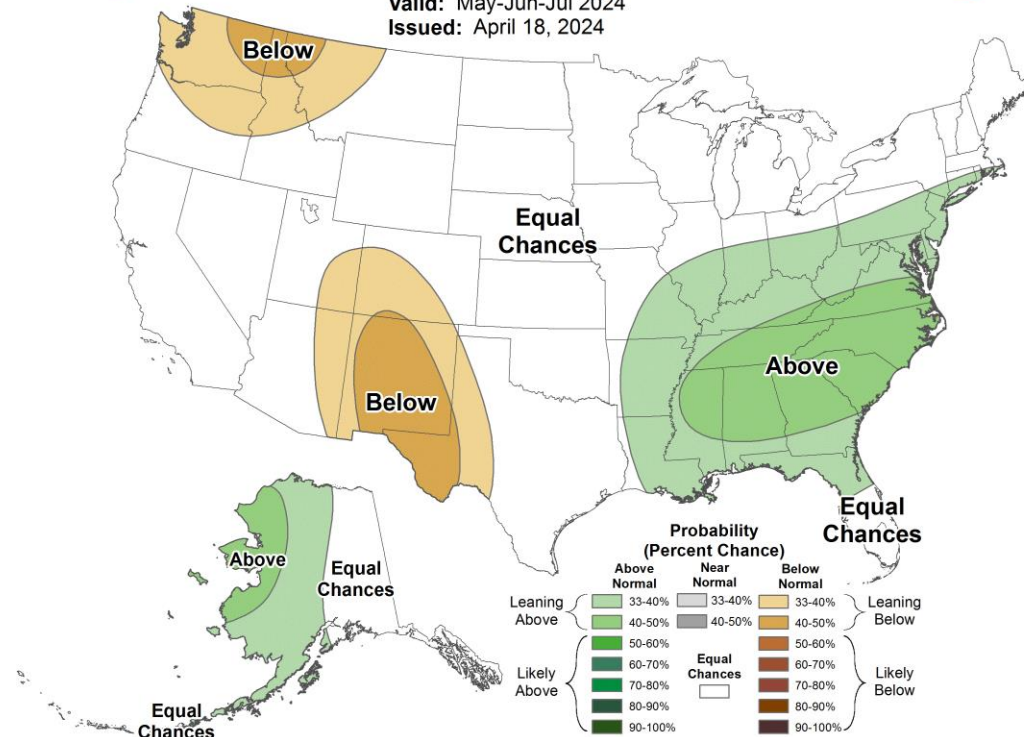 Valid: May-Jun-Jul 2024
Issued: April 18, 2024
Below
Equal
Chances
Above
Below
Equal
Chances
Above
Equal
Chances
Equal
Chances
Probability
(Percent Chance)
Above
Normal
Near
Normal
Below
Normal
Leaning
Above
33-40%
33-40%
33-40%
Leaning
Below
40-50%
40-50%
40-50%
Likely
Above
50-60%
50-60%
Likely
Below
60-70%
Equal
Chances
60-70%
70-80%
70-80%
80-90%
80-90%
90-100%
90-100%